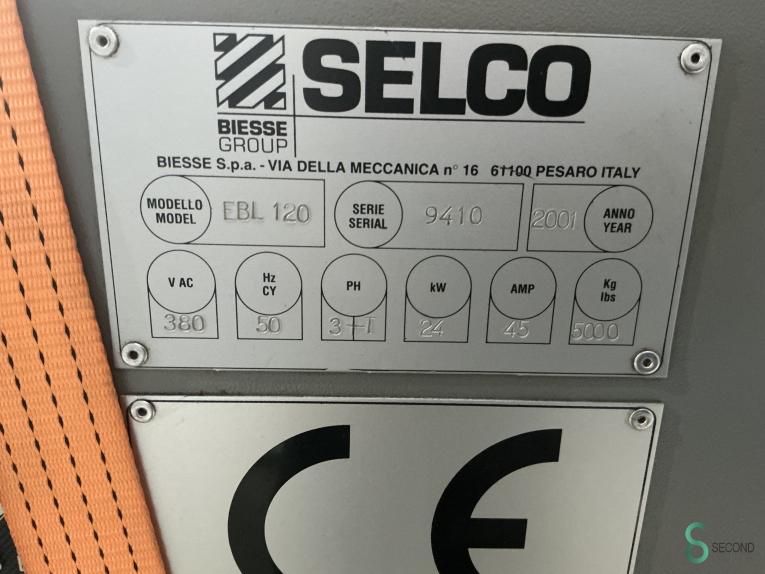 SELCO
BIESSE
GROUP
BIESSE S.p.a. - VIA DELLA MECCANICA n° 16 61100 PESARO ITALY
MODELLO
MODEL
EBL 120
SERIE
SERIAL
9410
2001
ANNO
YEAR
V AC
380
Hz
CY
50
PH
3+T
kW
24
AMP
45
Kg
lbs
5000
CE
SECOND